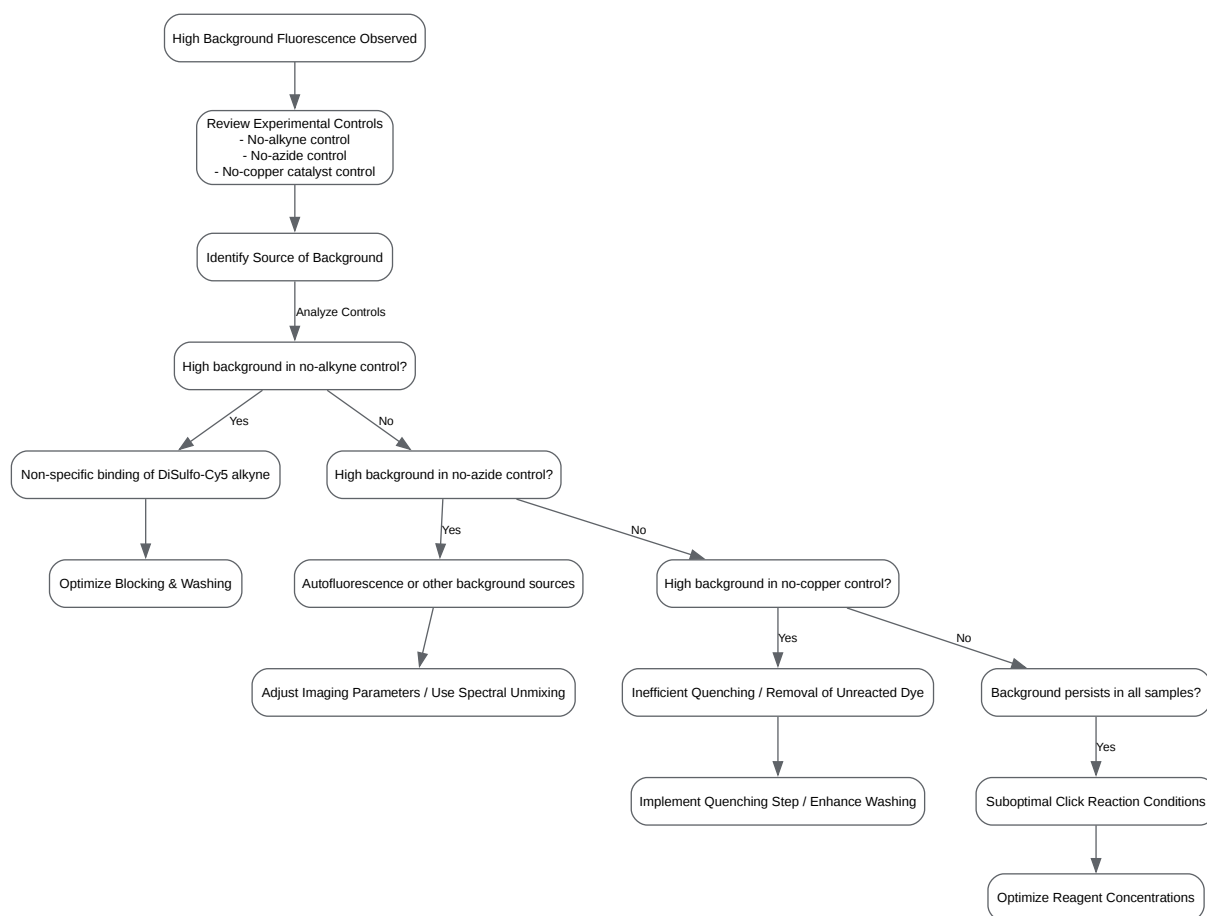 High Background Fluorescence Observed
Review Experimental Controls
- No-alkyne control
- No-azide control
- No-copper catalyst control
Identify Source of Background
Analyze Controls
High background in no-alkyne control?
Yes
No
Non-specific binding of DiSulfo-Cy5 alkyne
High background in no-azide control?
Yes
No
Optimize Blocking & Washing
Autofluorescence or other background sources
High background in no-copper control?
Yes
No
Adjust Imaging Parameters / Use Spectral Unmixing
Inefficient Quenching / Removal of Unreacted Dye
Background persists in all samples?
Yes
Implement Quenching Step / Enhance Washing
Suboptimal Click Reaction Conditions
Optimize Reagent Concentrations